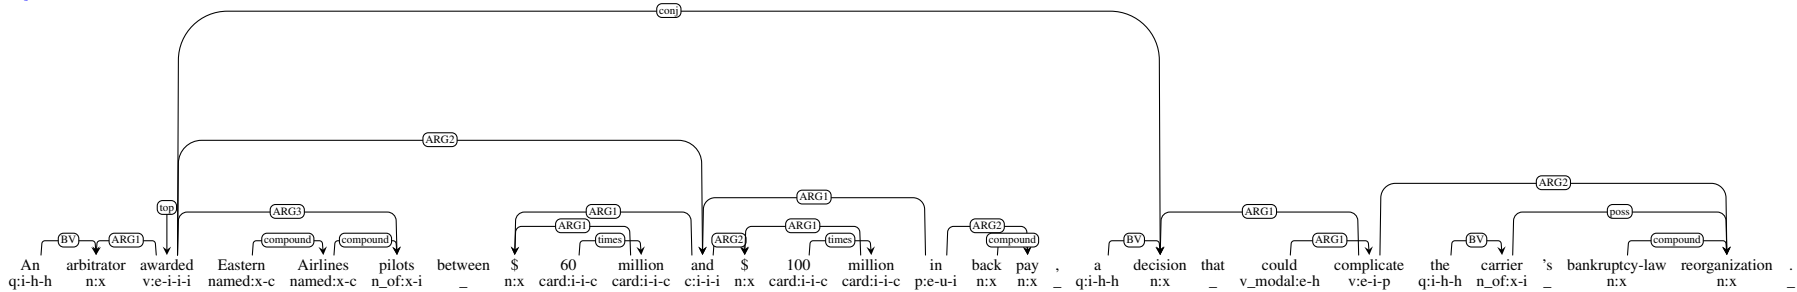 conj
ARG2
ARG2
ARG1
top ARG3 ARG1 ARG1 poss
ARG1 ARG1 ARG2
BV ARG1 compound compound times ARG2 times compound BV ARG1 BV compound
An arbitrator awarded Eastern Airlines pilots between $ 60 million and $ 100 million in back pay , a decision that could complicate the carrier 's bankruptcy-law reorganization .
q:i-h-h n:x v:e-i-i-i named:x-c named:x-c n_of:x-i _ n:x card:i-i-c card:i-i-c c:i-i-i n:x card:i-i-c card:i-i-c p:e-u-i n:x n:x _ q:i-h-h n:x _ v_modal:e-h v:e-i-p q:i-h-h n_of:x-i _ n:x n:x _